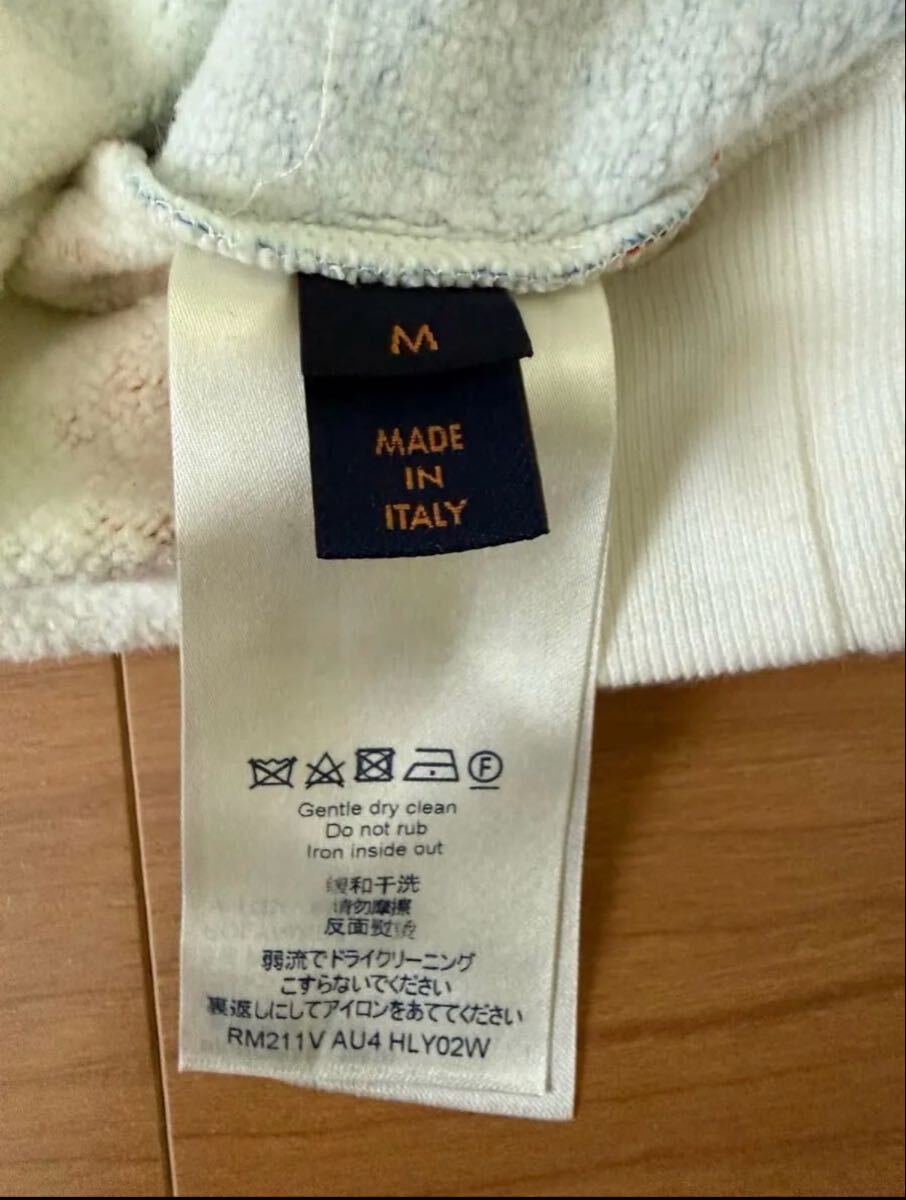 M
MADE
IN
ITALY
F
Gentle dry clean
Do not rub
Iron inside out
缓和干洗
请勿摩擦
反面熨烫
弱流でドライクリーニング
こすらないでください
裏返しにしてアイロンをあててください
RM211V AU4 HLY02W